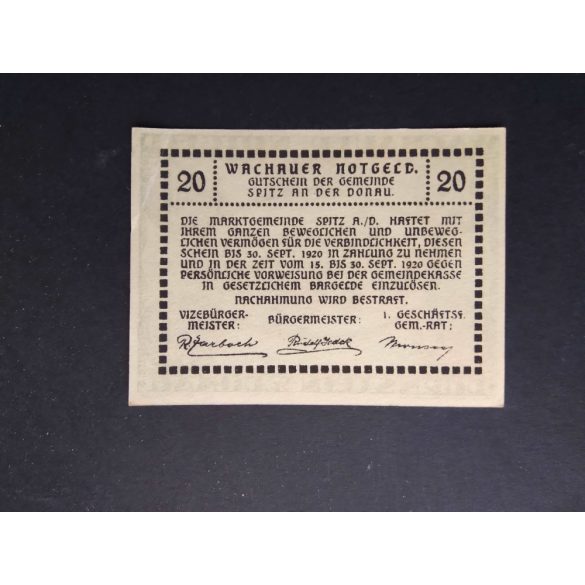 WACHAUER NOTGELD.
20 GUTSCHEIN DER GEMEINDE 20
SPITZ AN DER DONAU.
DIE MARKTGEMEINDE SPITZ A./D. HAFTET MIT
IHREM GANZEN BEWEGLICHEN UND UNBEWEG-
LICHEN VERMÖGEN FÜR DIE VERBINDLICHKEIT, DIESEN
SCHEIN BIS 30. SEPT. 1920 IN ZAHLUNG ZU NEHMEN
UND IN DER ZEIT VOM 15. BIS 30. SEPT. 1920 GEGEN
PERSÖNLICHE VORWEISUNG BEI DER GEMEINDEKASSE
IN GESETZLICHEM BARGELDE EINZULÖSEN.
NACHAHMUNG WIRD BESTRAFT.
VIZEBÜRGER- BÜRGERMEISTER: 1. GESCHÄFTSF.
MEISTER: GEM.-RAT: